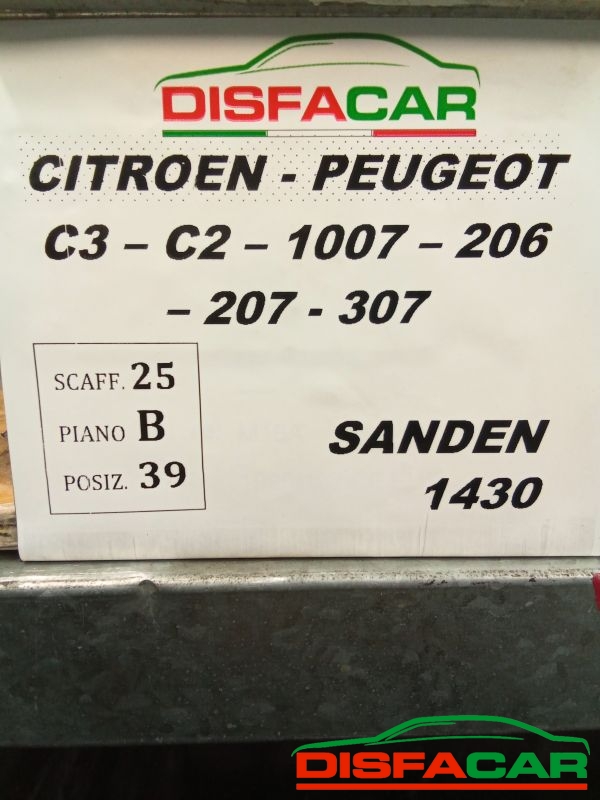 DISFACAR
CITROEN - PEUGEOT
C3 – C2 – 1007 – 206
– 207 - 307
SCAFF. 25
PIANO B
POSIZ. 39
SANDEN
1430
DISFACAR